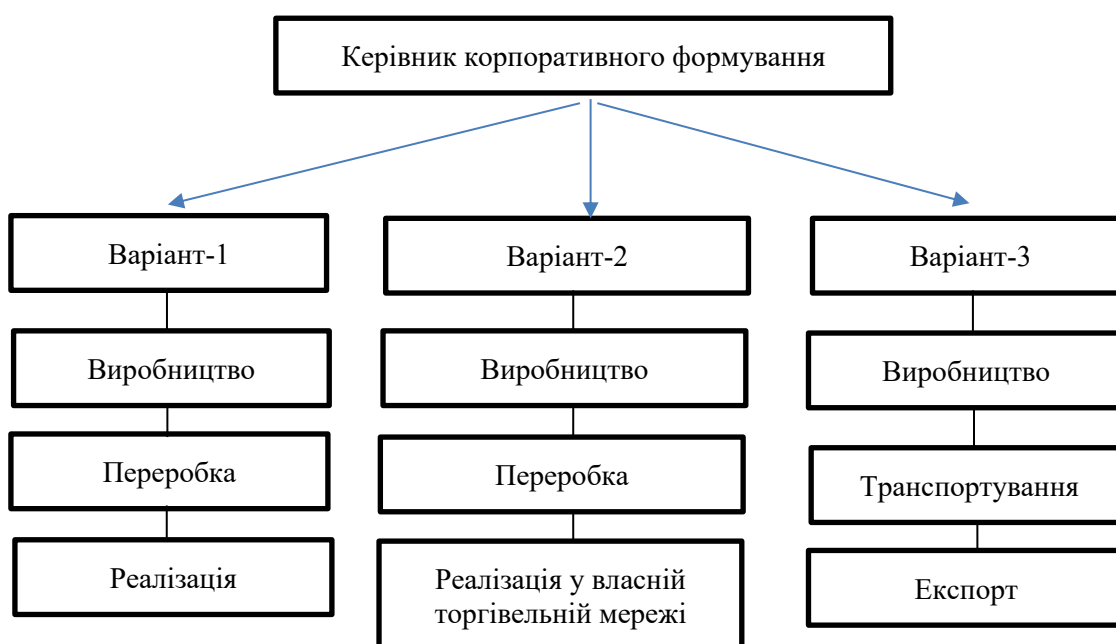 Керівник корпоративного формування
Варіант-1
Варіант-2
Варіант-3
Виробництво
Виробництво
Виробництво
Переробка
Переробка
Транспортування
Реалізація
Реалізація у власній
торгівельній мережі
Експорт